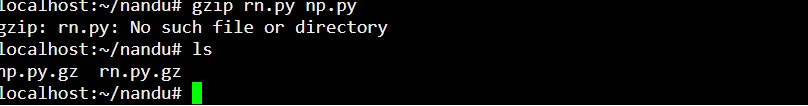 localhost:~/nandu# gzip rn.py np.py
gzip: rn.py: No such file or directory
localhost:~/nandu# ls
np.py.gz  rn.py.gz
localhost:~/nandu#